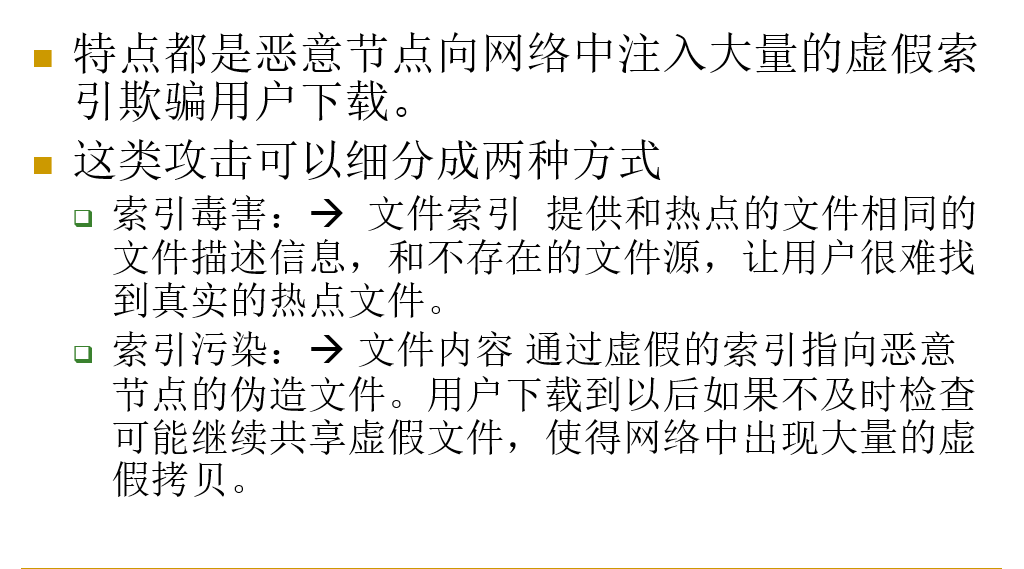 特点都是恶意节点向网络中注入大量的虚假索
引欺骗用户下载。
这类攻击可以细分成两种方式
索引毒害：→ 文件索引 提供和热点的文件相同的
文件描述信息，和不存在的文件源，让用户很难找
到真实的热点文件。
索引污染：→ 文件内容 通过虚假的索引指向恶意
节点的伪造文件。用户下载到以后如果不及时检查
可能继续共享虚假文件，使得网络中出现大量的虚
假拷贝。